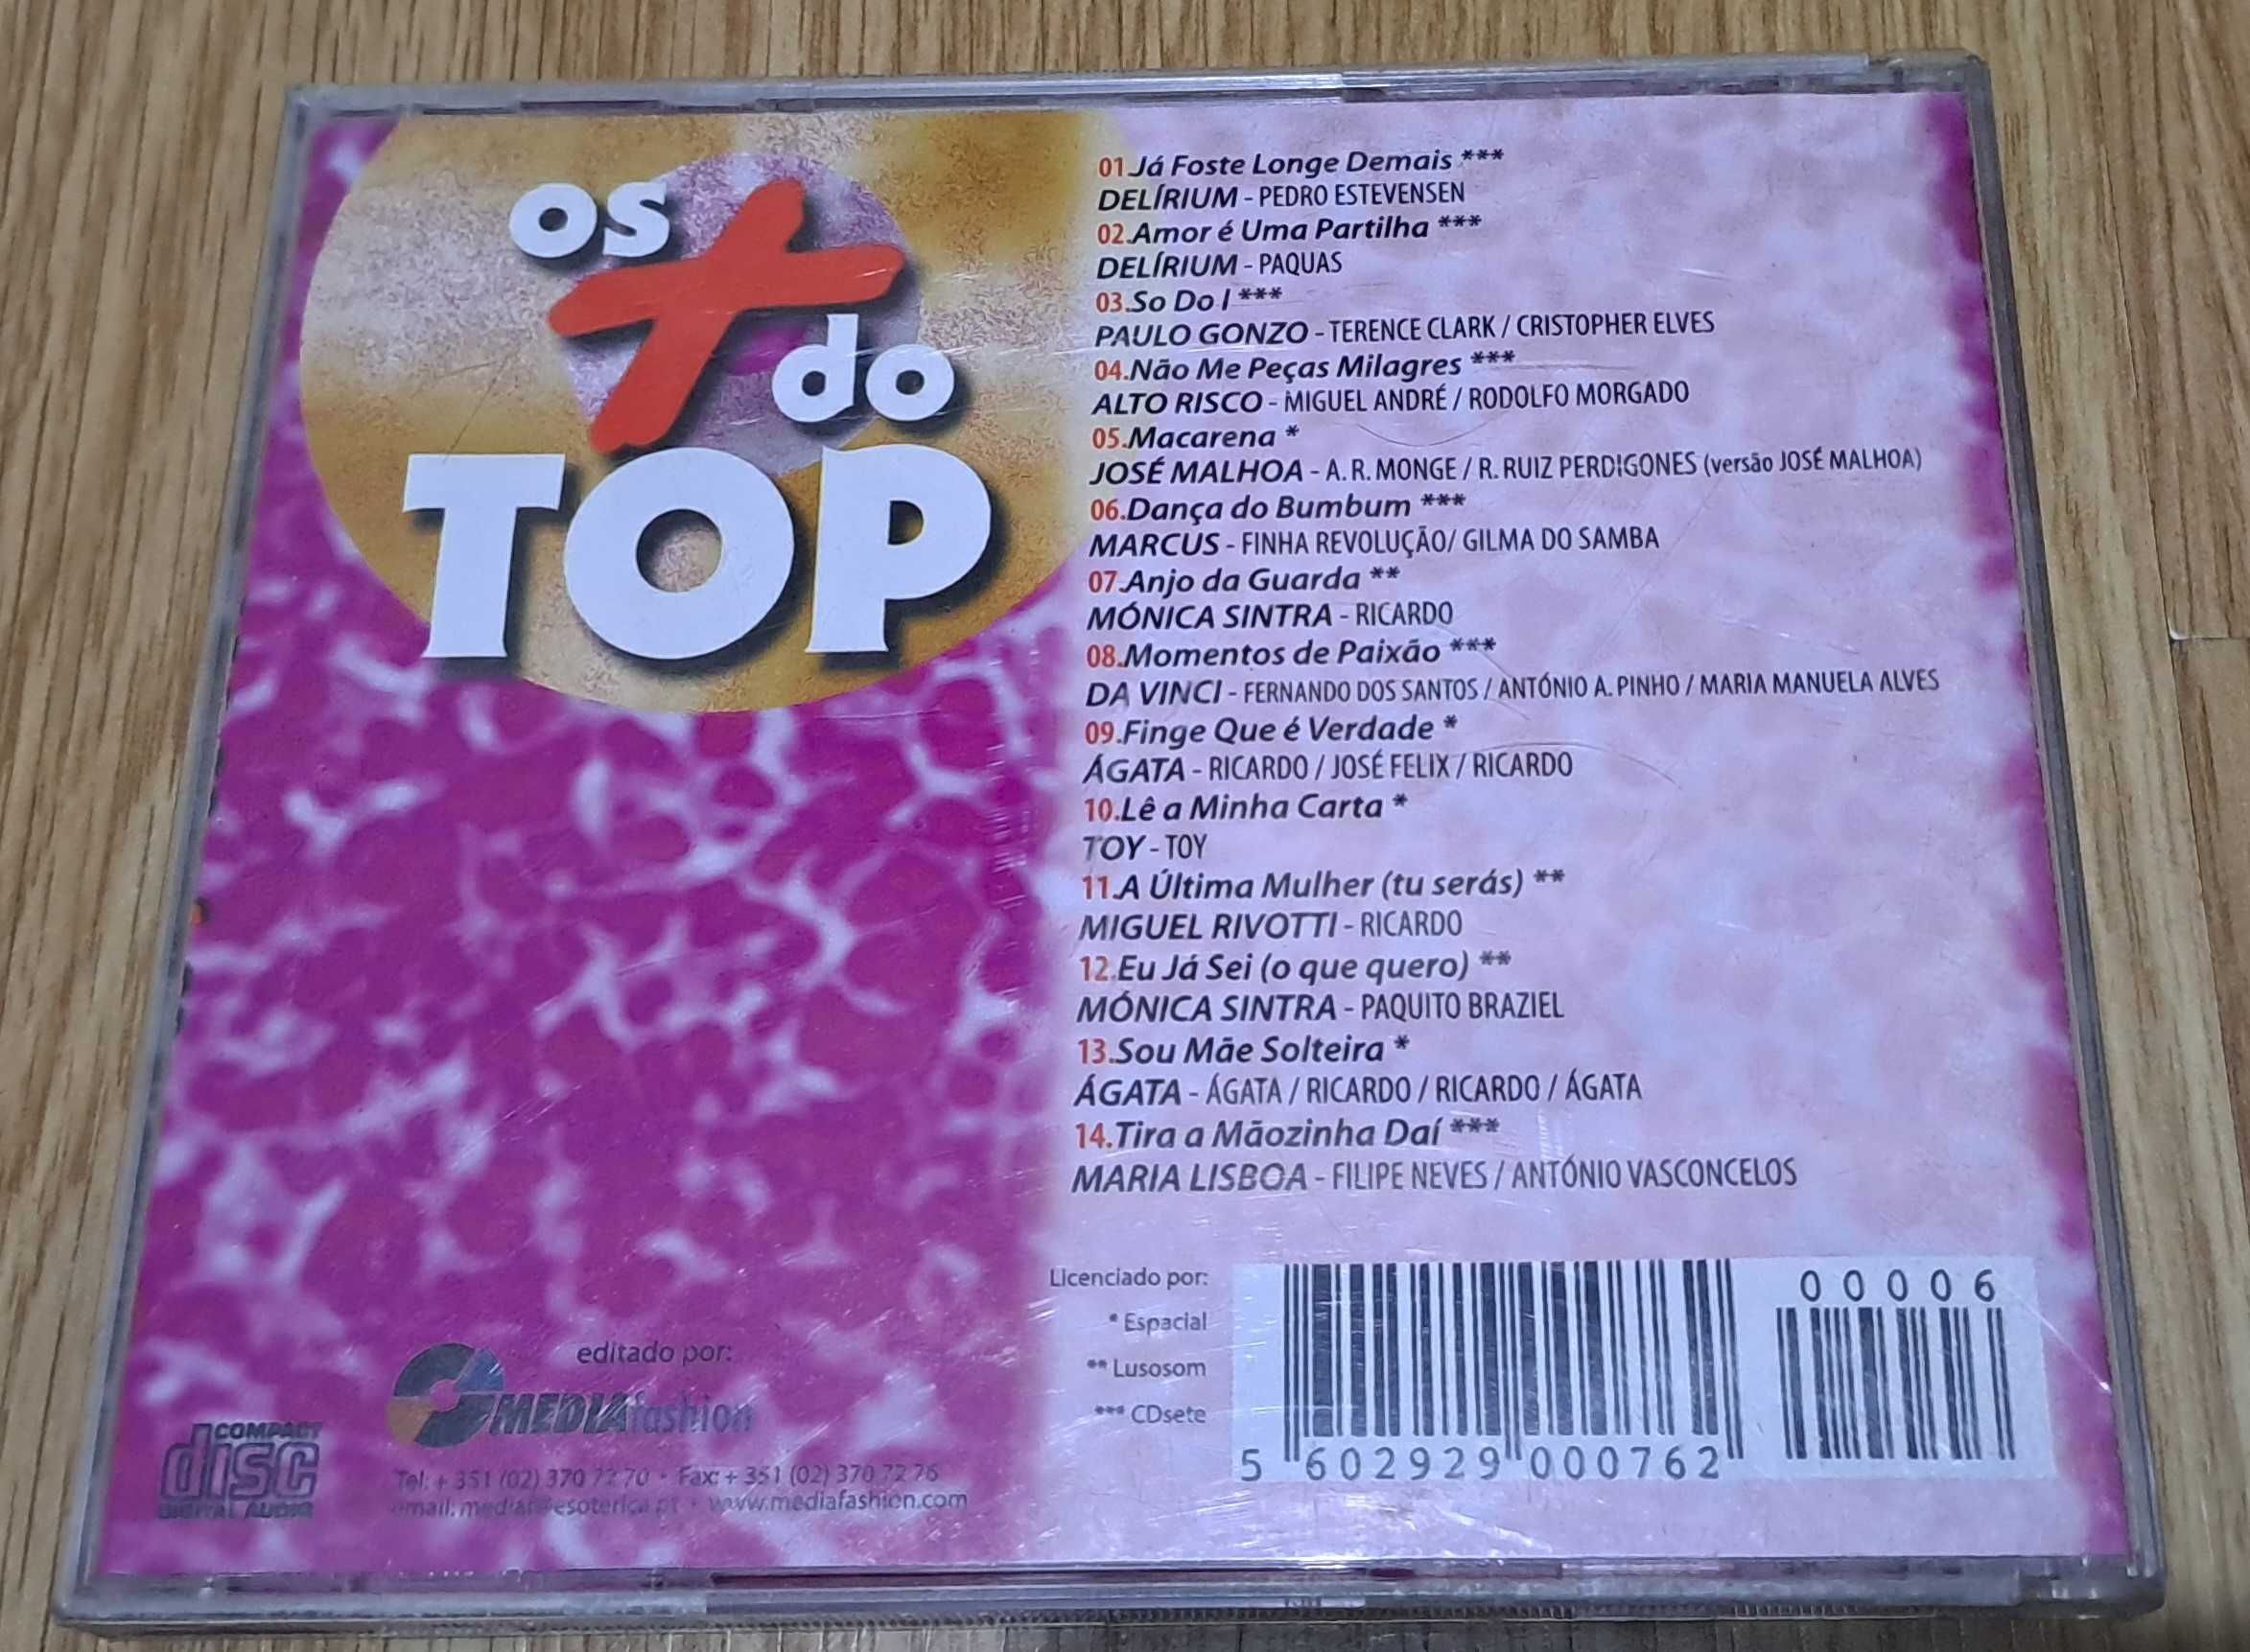 os
+
do
TOP
01.Já Foste Longe Demais ***
DELÍRIUM - PEDRO ESTEVENSEN
02.Amor é Uma Partilha ***
DELÍRIUM - PAQUAS
03.So Do I ***
PAULO GONZO - TERENCE CLARK / CRISTOPHER ELVES
04.Não Me Peças Milagres ***
ALTO RISCO - MIGUEL ANDRÉ / RODOLFO MORGADO
05.Macarena *
JOSÉ MALHOA - A. R. MONGE / R. RUIZ PERDIGONES (versão JOSÉ MALHOA)
06.Dança do Bumbum ***
MARCUS - FINHA REVOLUÇÃO/ GILMA DO SAMBA
07.Anjo da Guarda **
MÓNICA SINTRA - RICARDO
08.Momentos de Paixão ***
DA VINCI - FERNANDO DOS SANTOS / ANTÓNIO A. PINHO / MARIA MANUELA ALVES
09.Finge Que é Verdade *
ÁGATA - RICARDO / JOSÉ FELIX / RICARDO
10.Lê a Minha Carta *
TOY - TOY
11.A Última Mulher (tu serás) **
MIGUEL RIVOTTI - RICARDO
12.Eu Já Sei (o que quero) **
MÓNICA SINTRA - PAQUITO BRAZIEL
13.Sou Mãe Solteira *
ÁGATA - ÁGATA / RICARDO / RICARDO / ÁGATA
14.Tira a Mãozinha Daí ***
MARIA LISBOA - FILIPE NEVES / ANTÓNIO VASCONCELOS
Licenciado por:
* Espacial
** Lusosom
*** CDsete
00006
5 602929 000762
editado por:
MEDIAfashion
Tel: + 351 (02) 370 72 70 • Fax: + 351 (02) 370 72 76
email: mediaf@esoterica.pt • www.mediafashion.com
COMPACT
disc
DIGITAL AUDIO